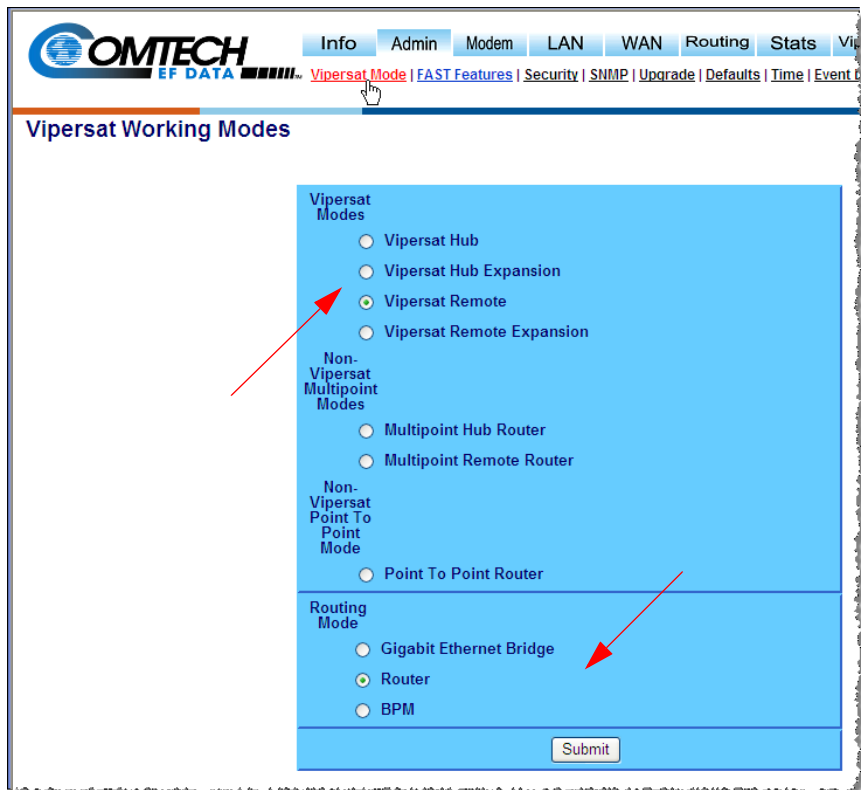 COMTECH
EF DATA
Info Admin Modem LAN WAN Routing Stats
Vipersat Mode | FAST Features | Security | SNMP | Upgrade | Defaults | Time | Event
Vipersat Working Modes
Vipersat
Modes
Vipersat Hub
Vipersat Hub Expansion
Vipersat Remote
Vipersat Remote Expansion
Non-
Vipersat
Multipoint
Modes
Multipoint Hub Router
Multipoint Remote Router
Non-
Vipersat
Point To
Point
Mode
Point To Point Router
Routing
Mode
Gigabit Ethernet Bridge
Router
BPM
Submit